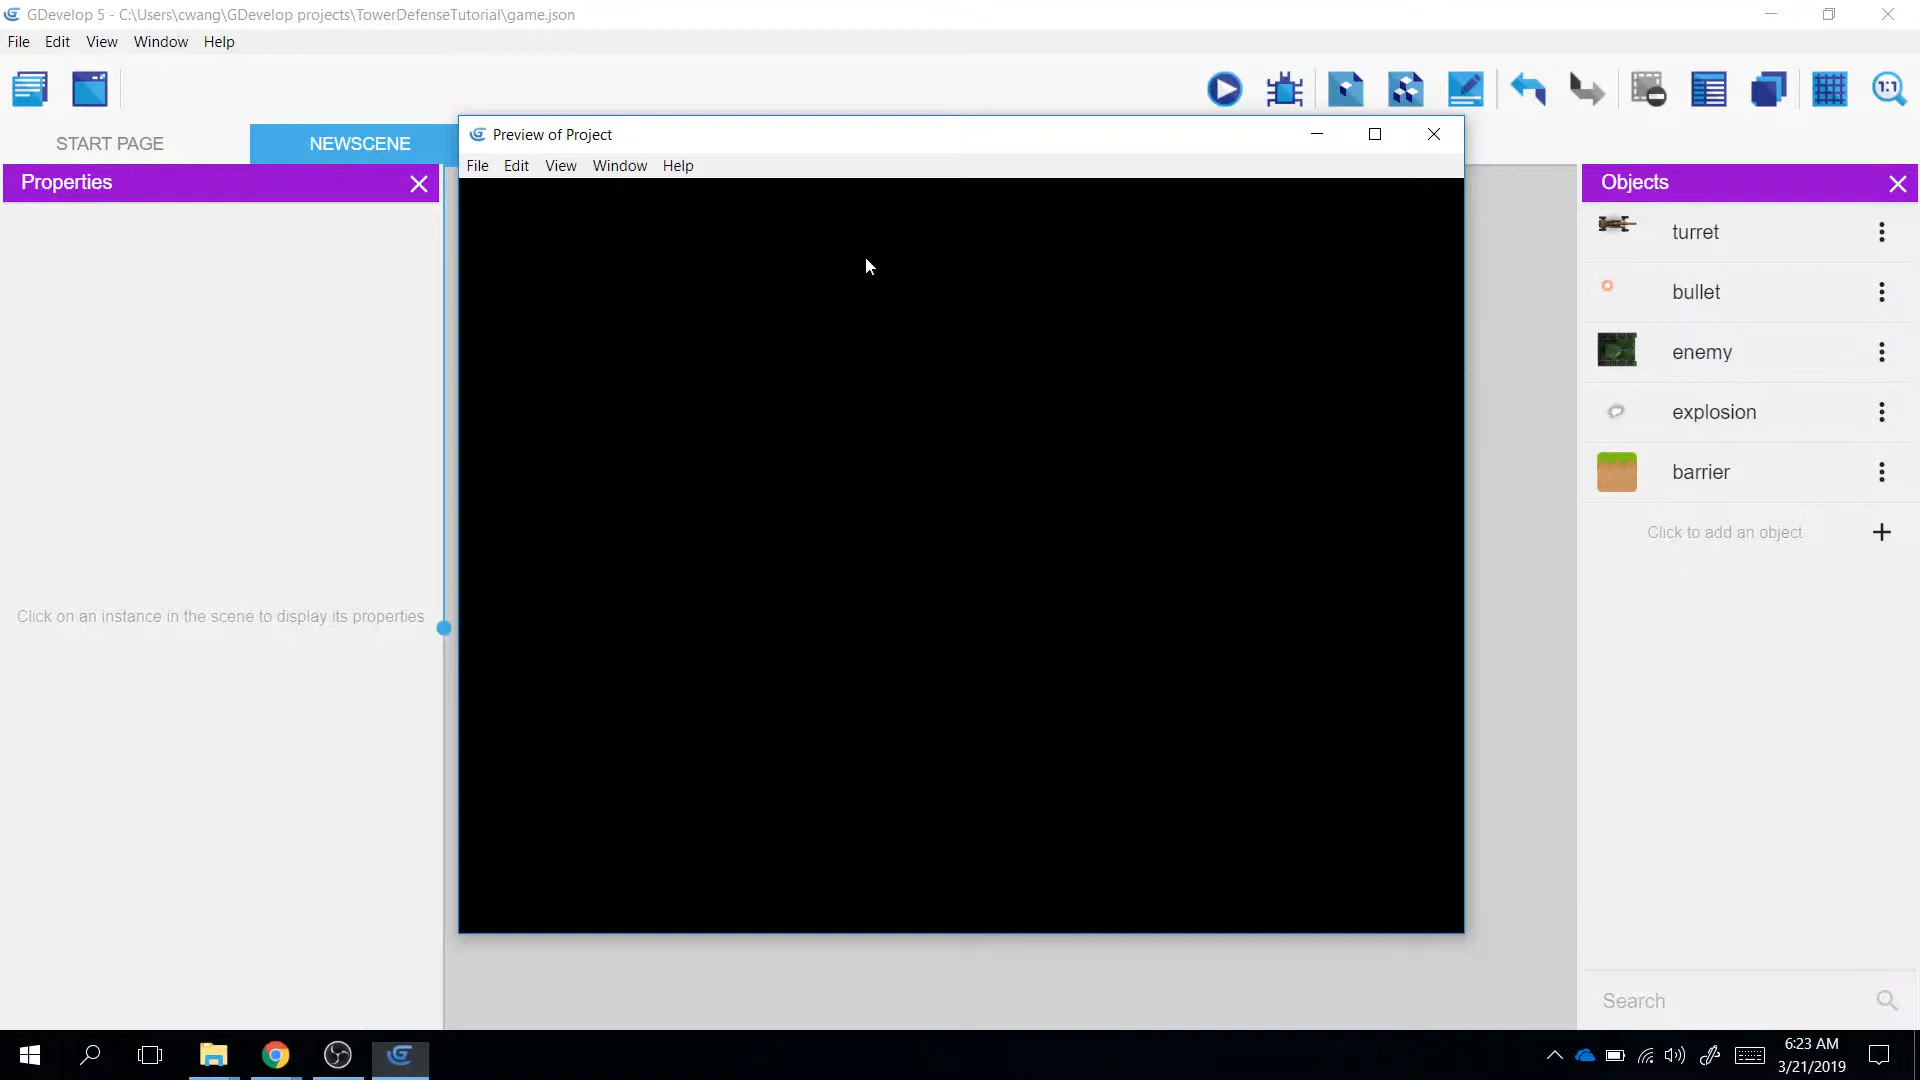 GDevelop 5 - C:\Users\cwang\GDevelop projects\TowerDefenseTutorial\game.json
File Edit View Window Help
1:1
START PAGE
NEWSCENE
Preview of Project
File Edit View Window Help
Properties
Click on an instance in the scene to display its properties
Objects
turret
bullet
enemy
explosion
barrier
Click to add an object
Search
6:23 AM
3/21/2019